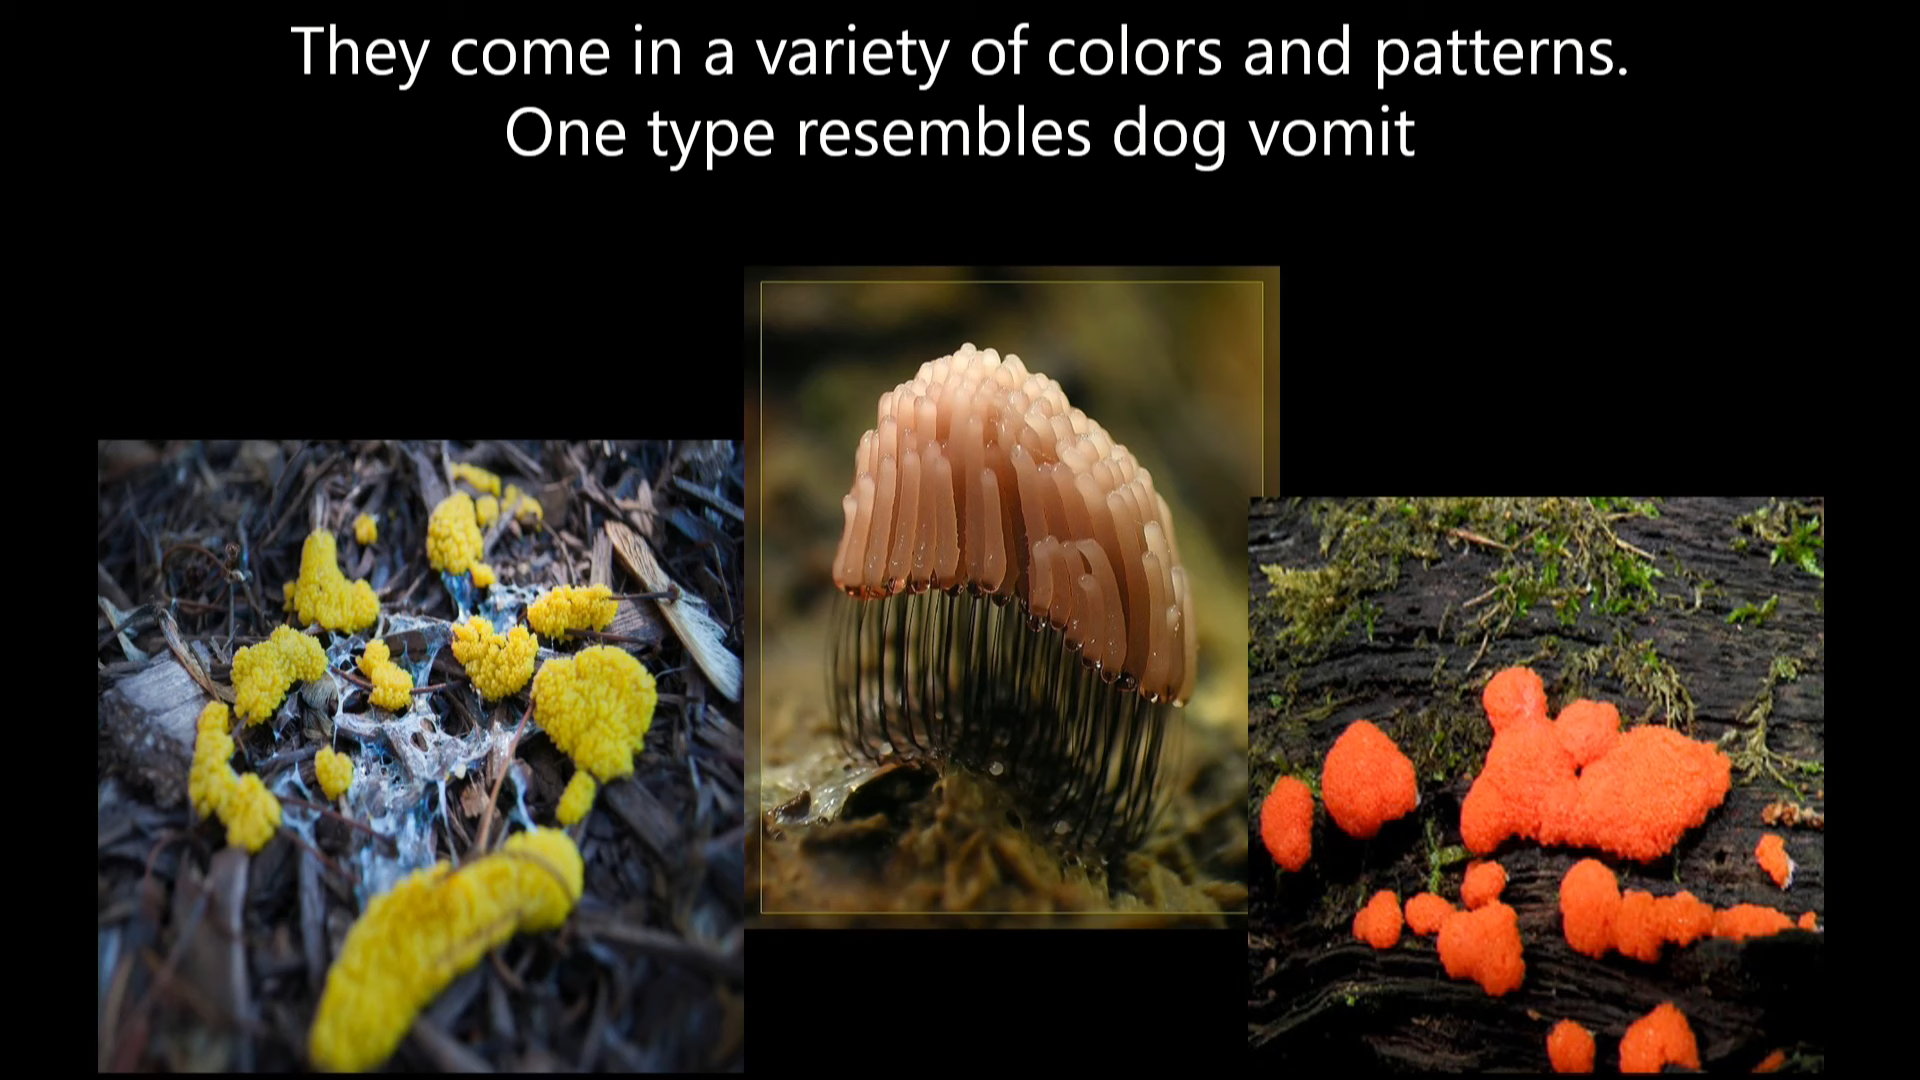 They come in a variety of colors and patterns.
One type resembles dog vomit